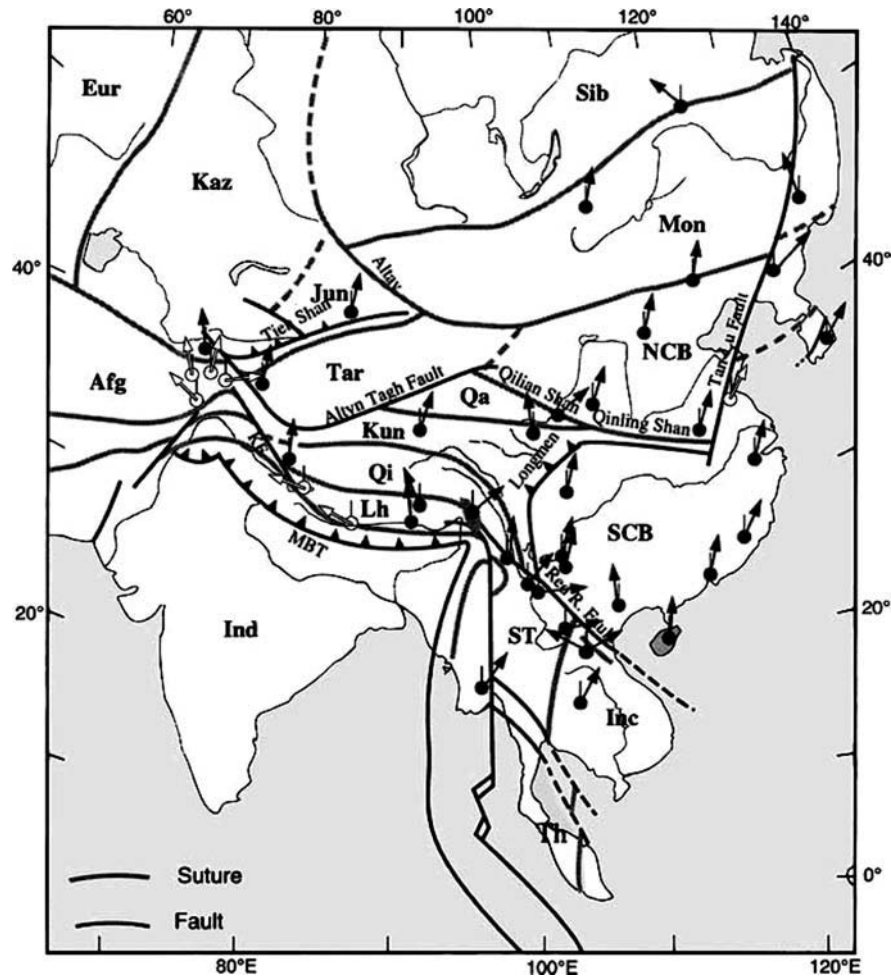 60° 80° 100° 120° 140°
Eur
Sib
Kaz
Mon
40° 40°
Altay
Jun
Tien Shan
NCB
Tan-Lu Fault
Afg
Tar
Altyn Tagh Fault
Qilian Shan
Qa
Qinling Shan
Kun
Longmen
Qi
Lh
SCB
MBT
Red R. Fault
20° 20°
Ind
ST
Inc
Th
Suture
0°
Fault
80°E 100°E 120°E